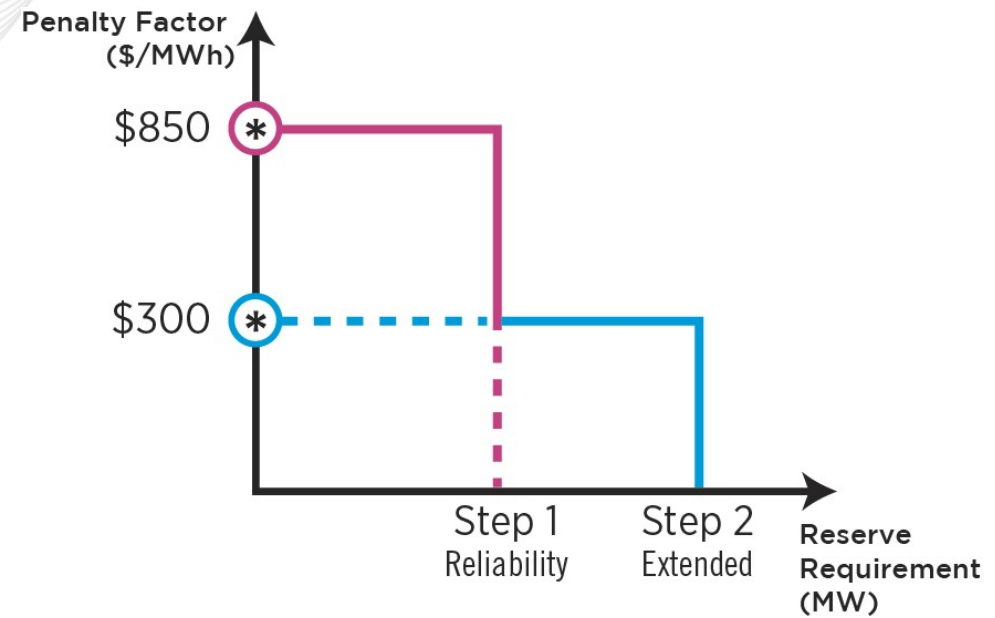 Penalty Factor
($/MWh)
$850
*
$300
*
Step 1
Reliability
Step 2
Extended
Reserve
Requirement
(MW)